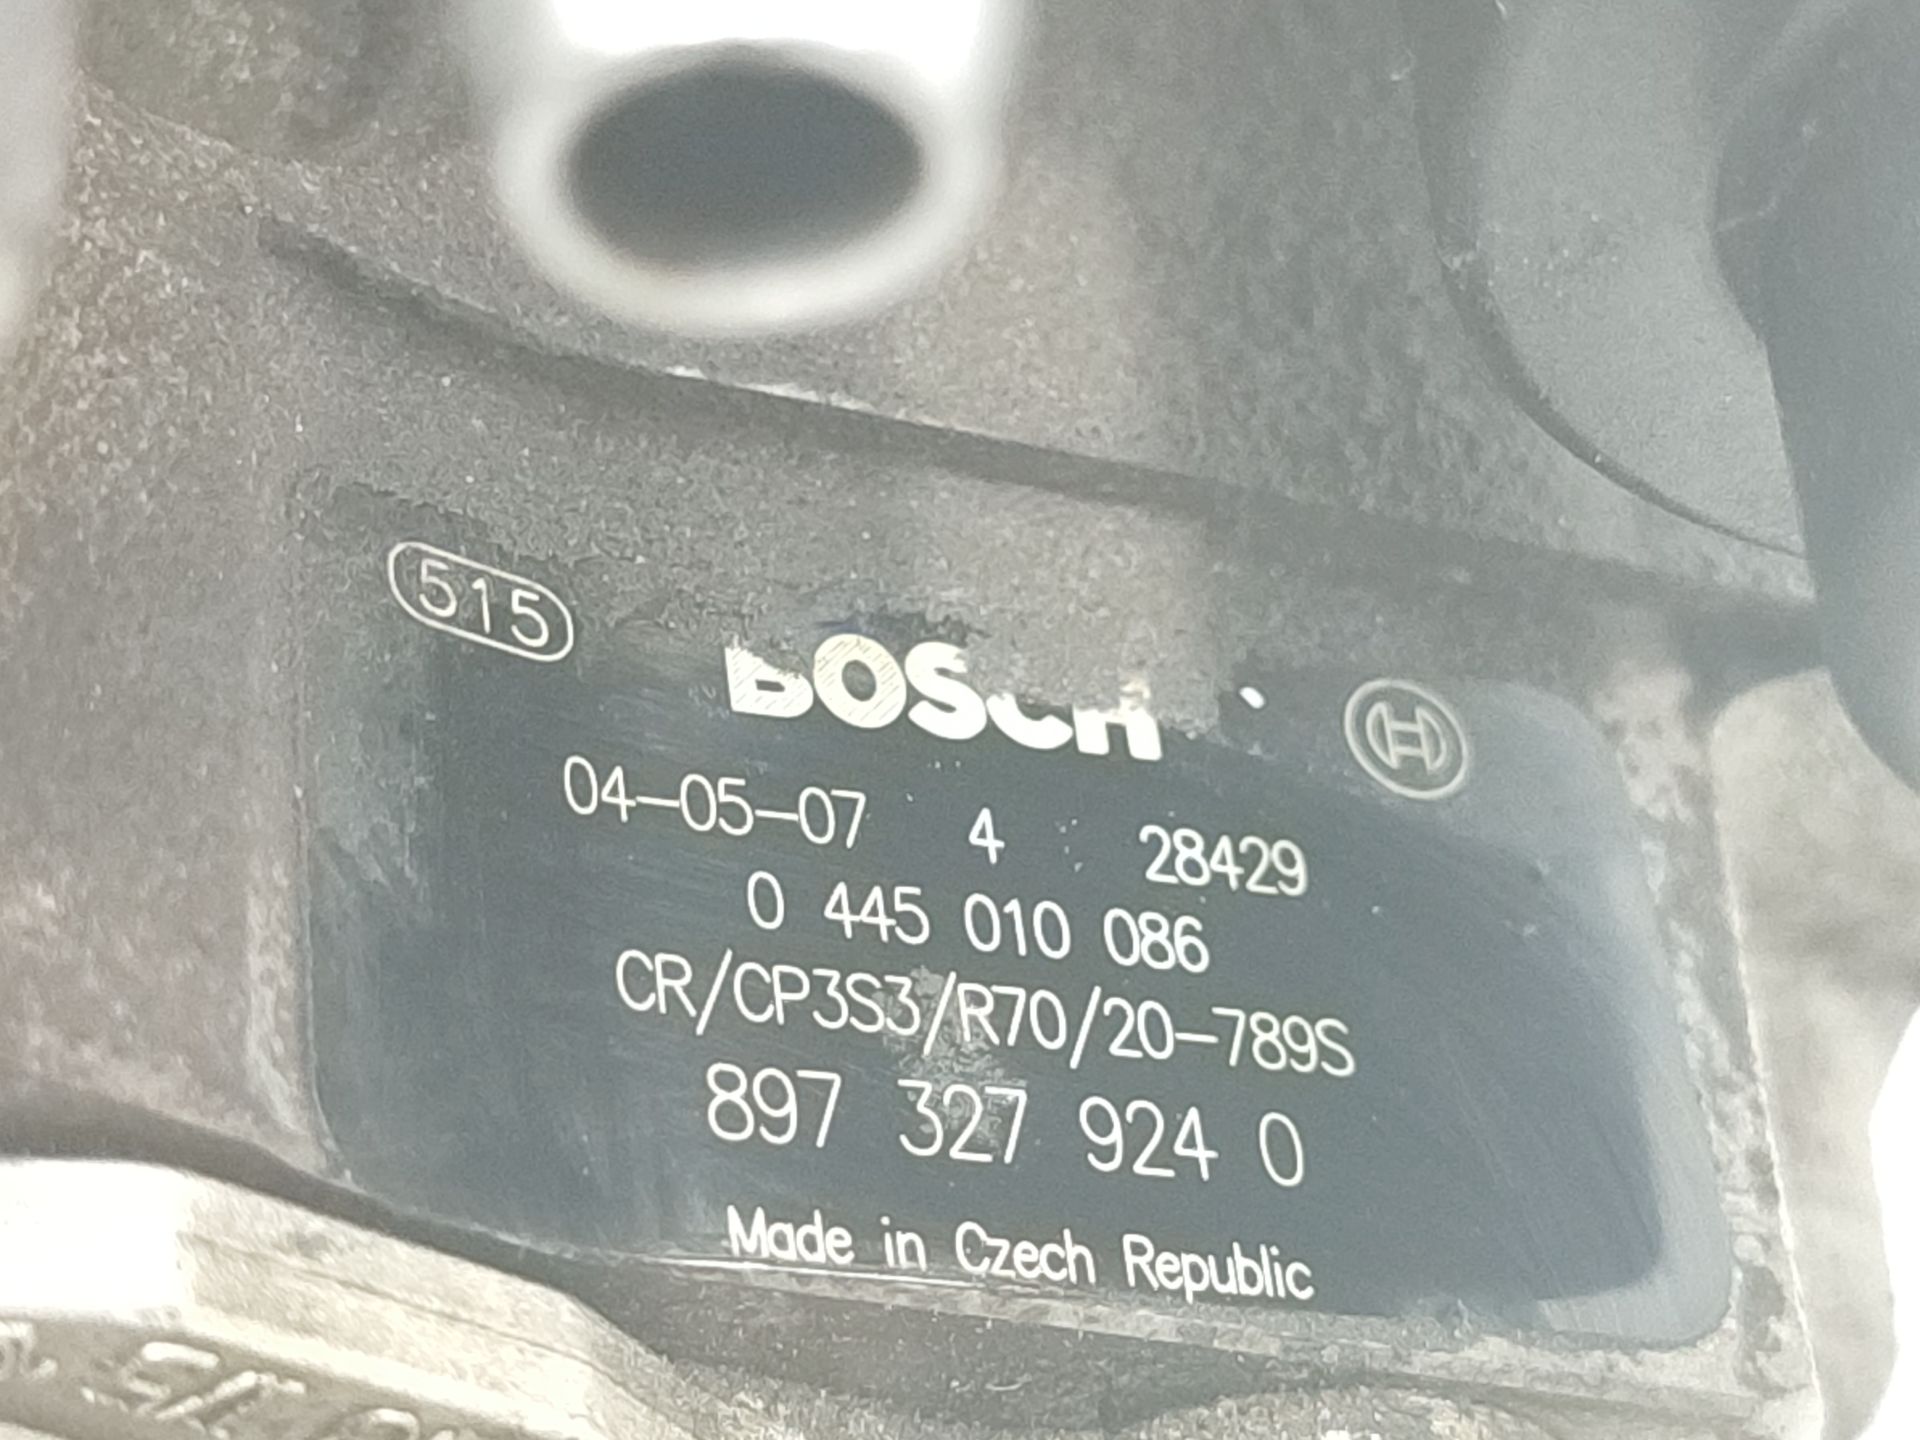 515
BOSCH
04-05-07 4 28429
0 445 010 086
CR/CP3S3/R70/20-789S
897 327 924 0
Made in Czech Republic